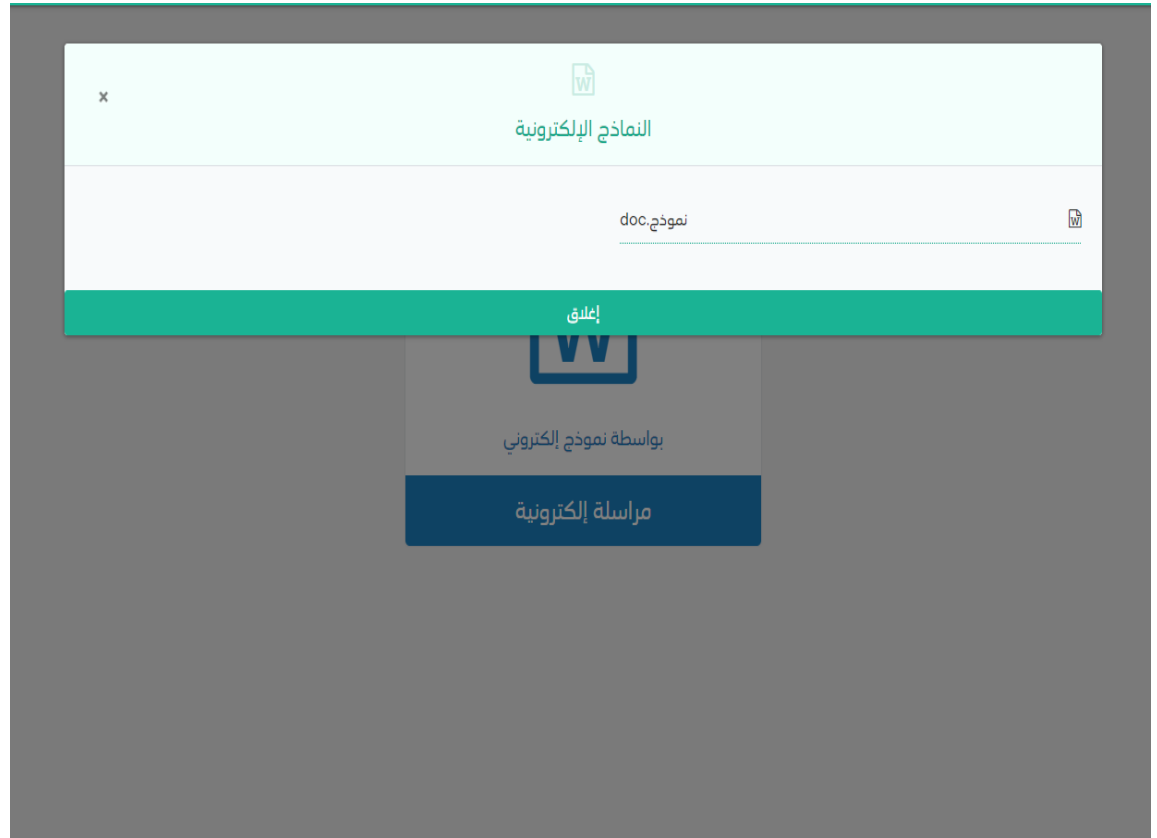 ×
النماذج الإلكترونية
نموذج.doc
إغلاق
بواسطة نموذج إلكتروني
مراسلة إلكترونية